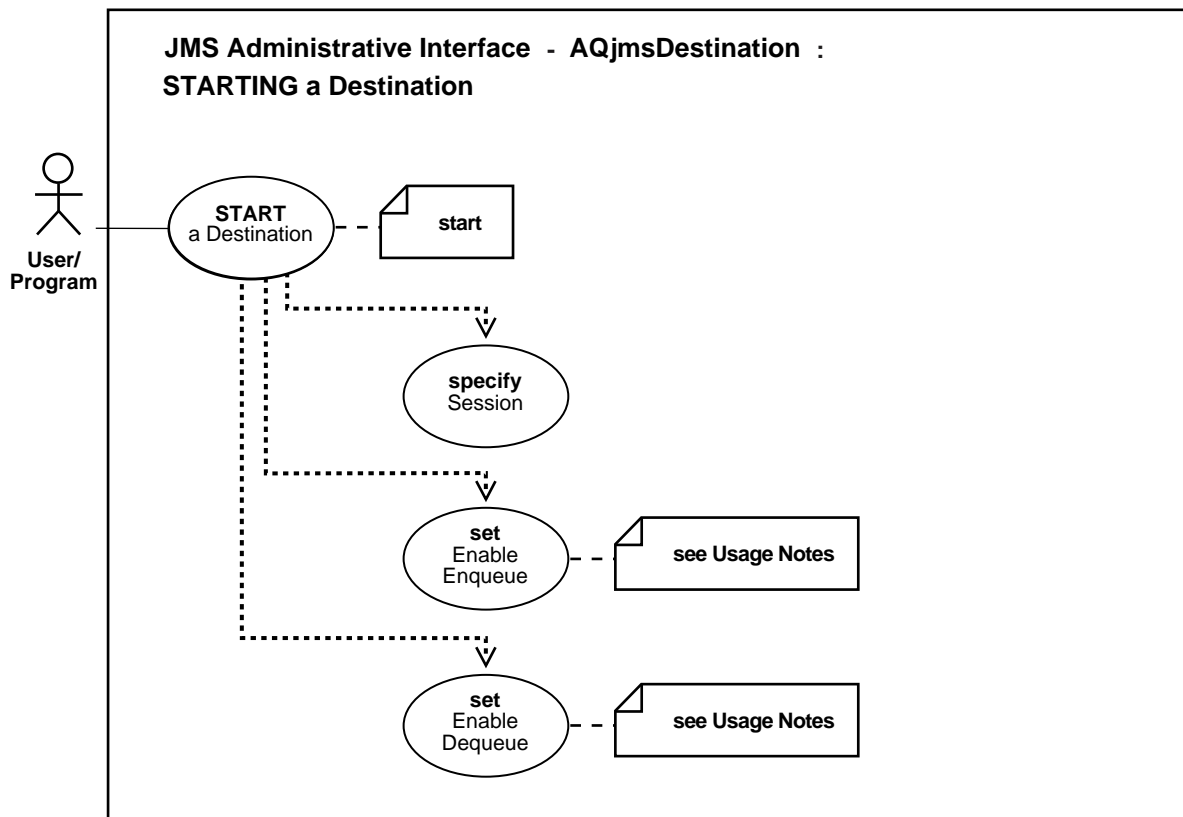 JMS Administrative Interface - AQjmsDestination :
STARTING a Destination
User/
Program
START
a Destination
start
specify
Session
set
Enable
Enqueue
see Usage Notes
set
Enable
Dequeue
see Usage Notes